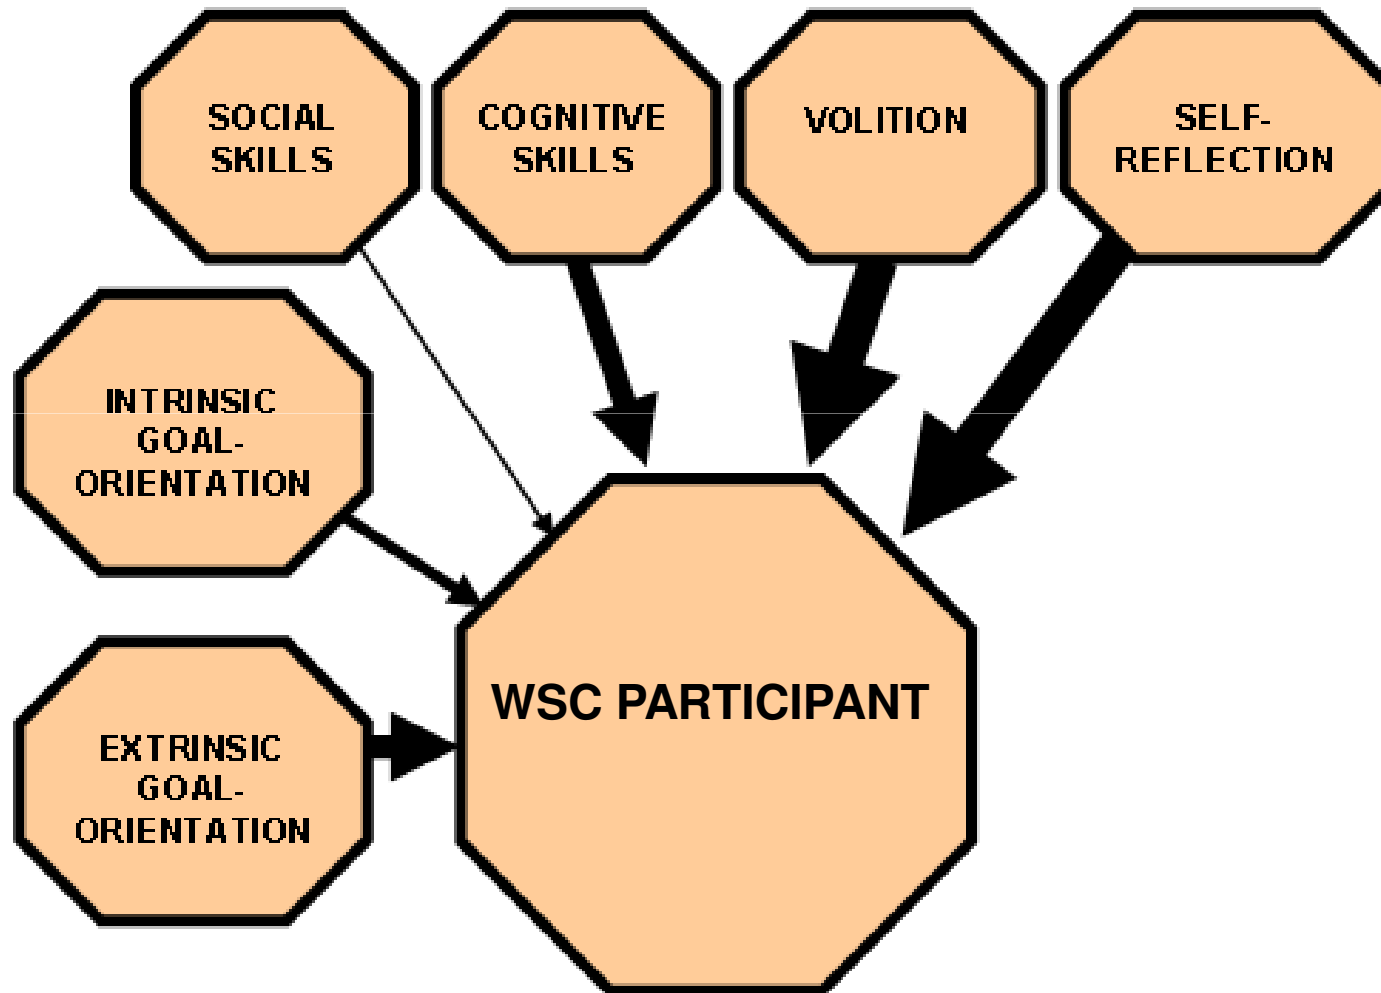 SOCIAL
SKILLS
COGNITIVE
SKILLS
VOLITION
SELF-
REFLECTION
INTRINSIC
GOAL-
ORIENTATION
EXTRINSIC
GOAL-
ORIENTATION
WSC PARTICIPANT